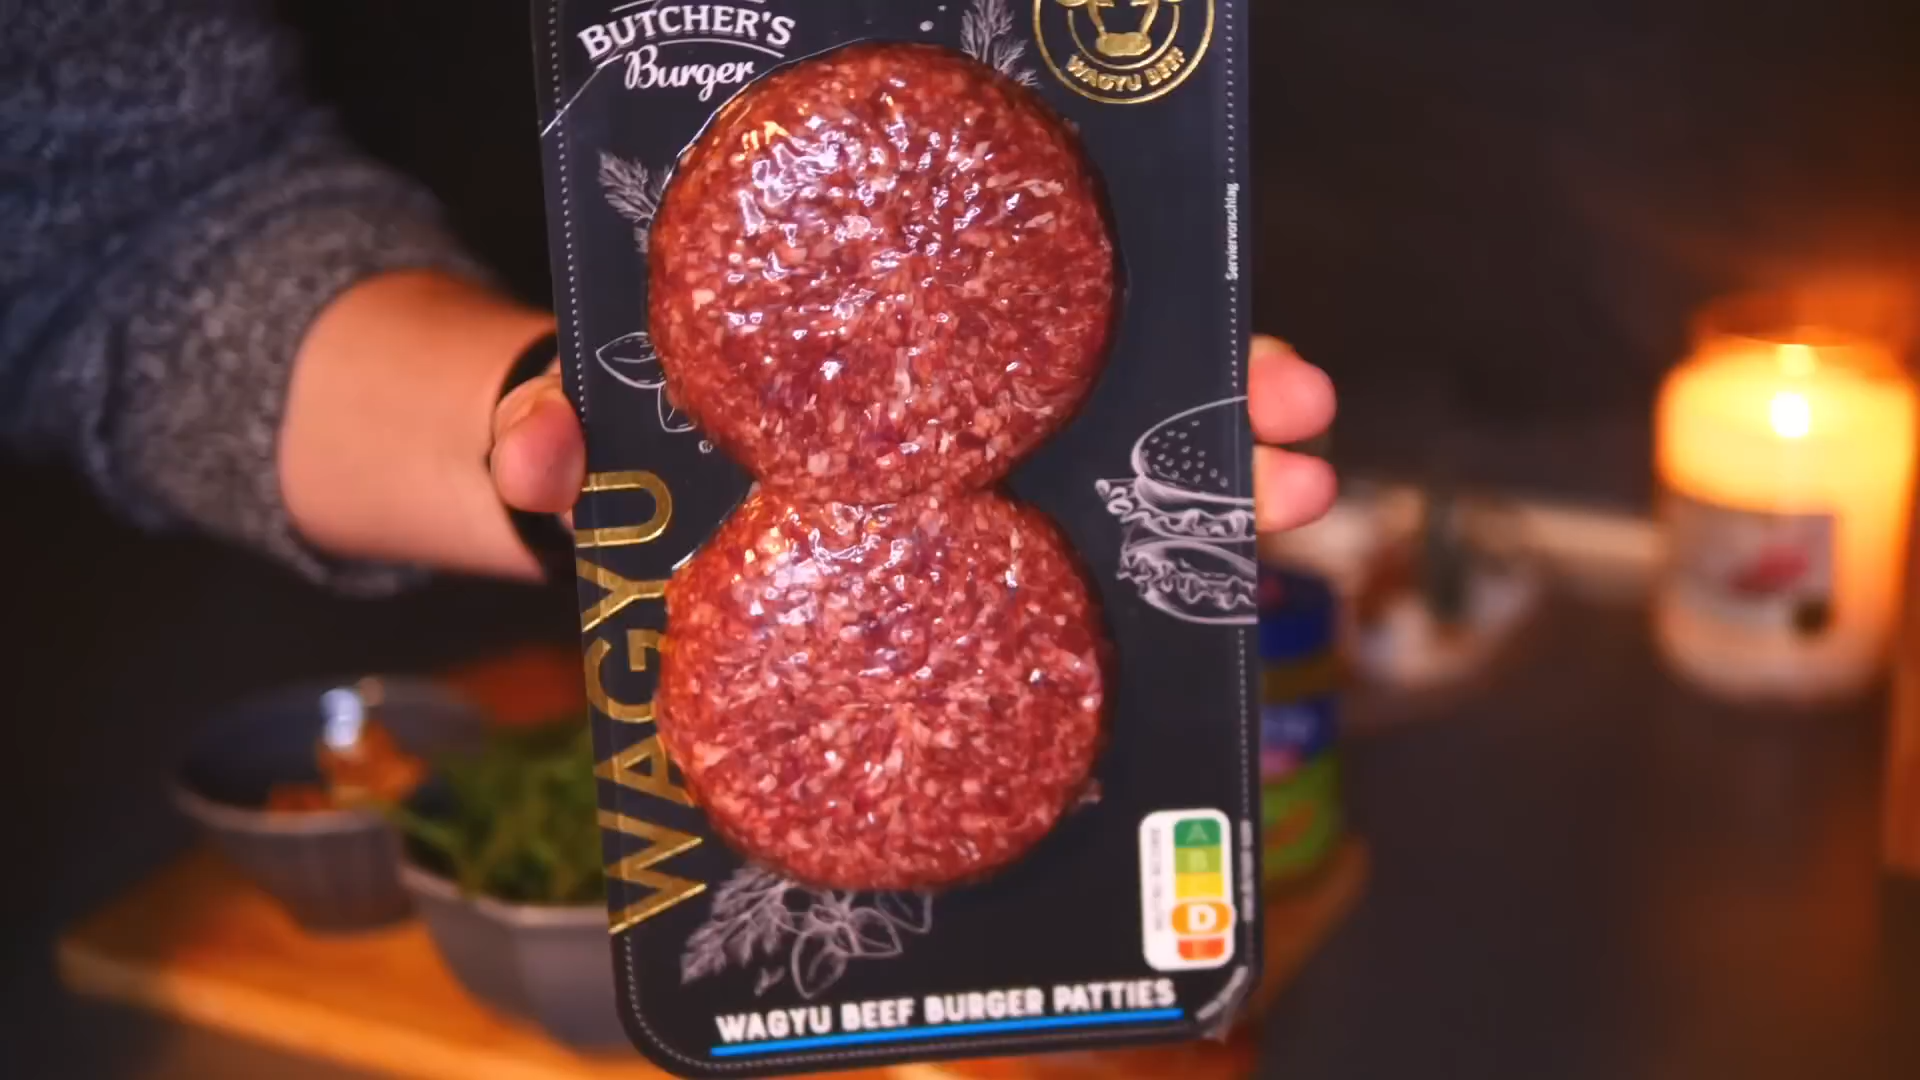 BUTCHER'S
Burger
WAGYU BEEF
Serviervorschlag
WAGYU
A
B
D
E
WAGYU BEEF BURGER PATTIES